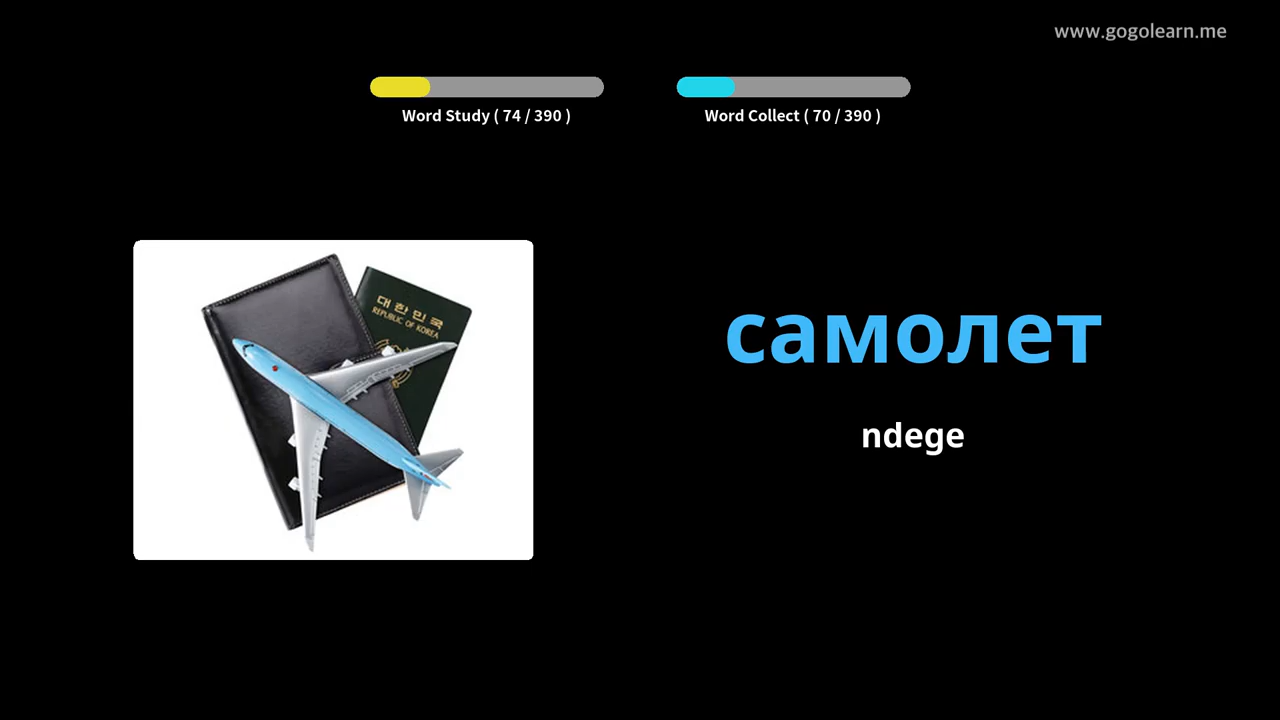 www.gogolearn.me
Word Study ( 74 / 390 )
Word Collect ( 70 / 390 )
대한민국
REPUBLIC OF KOREA
самолет
ndege